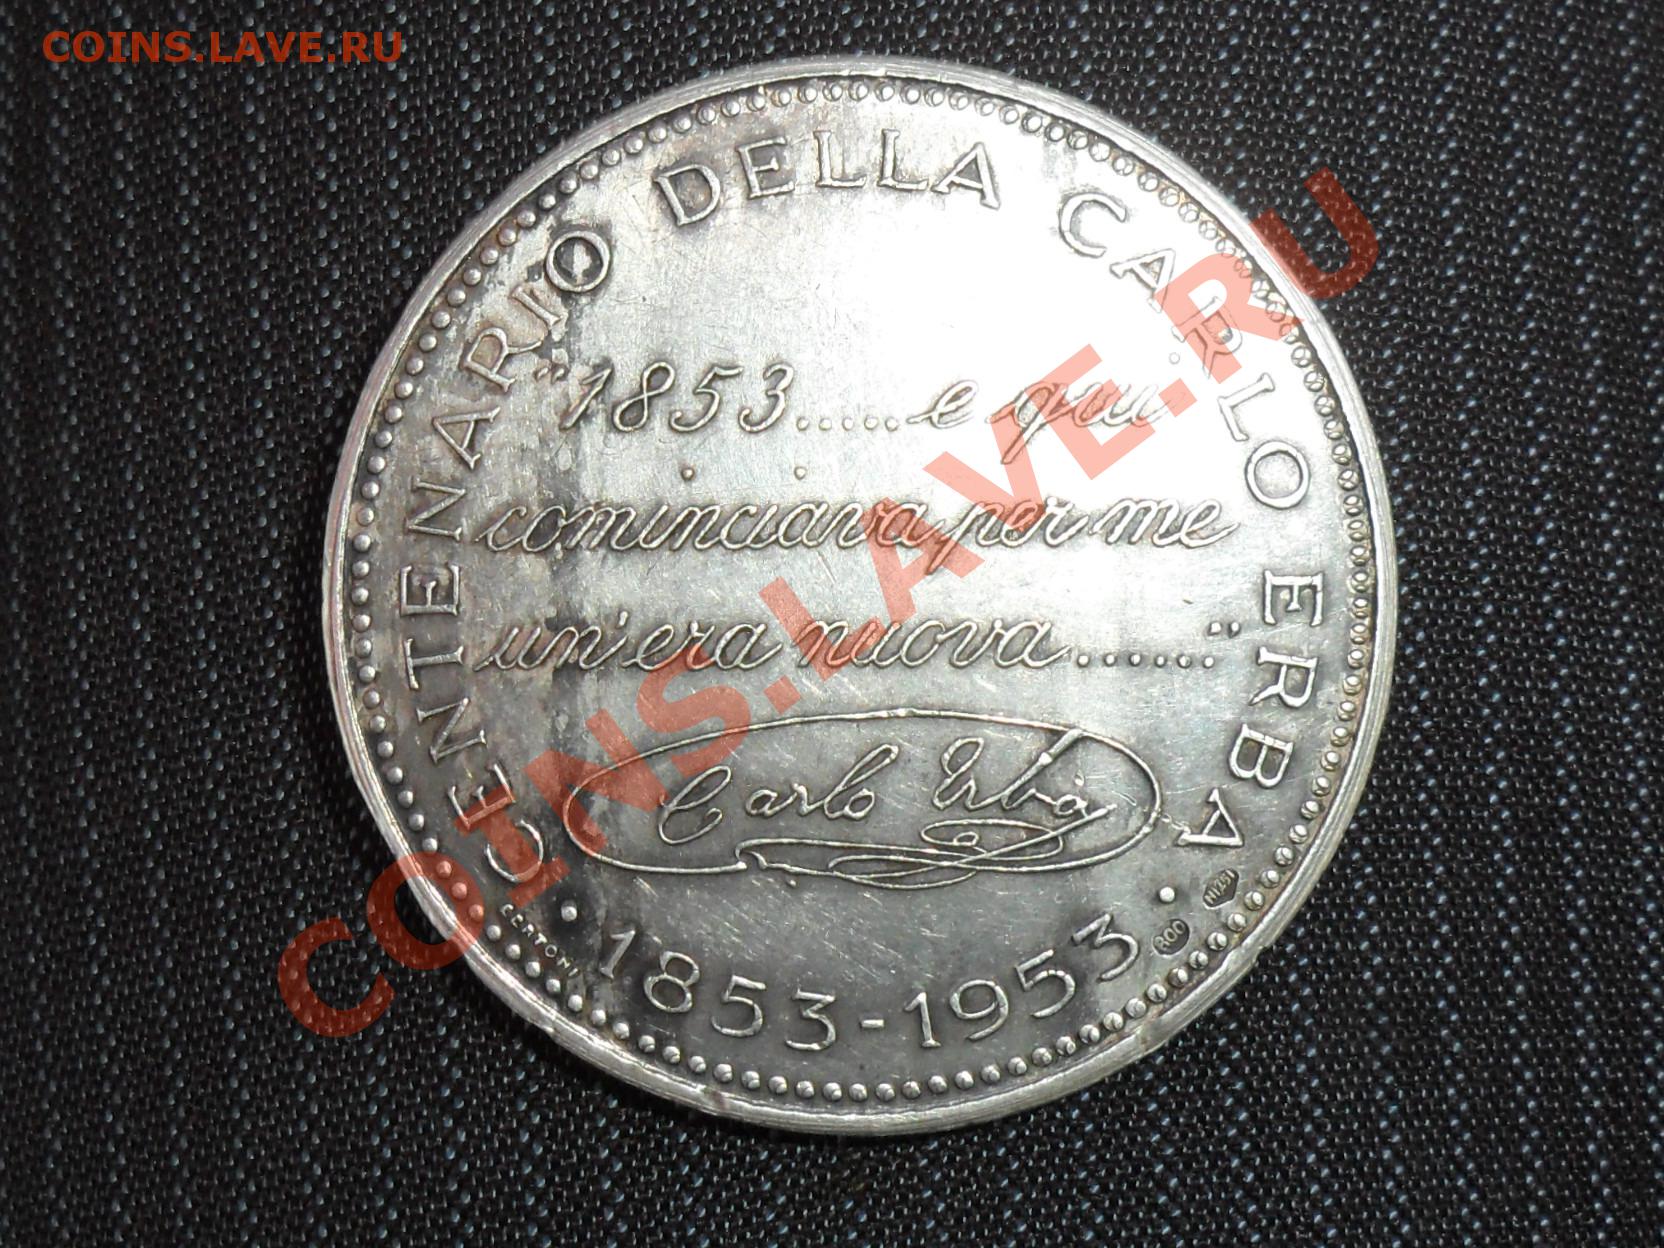 COINS.LAVE.RU
CENTENARIO DELLA CARLO ERBA
"1853.....e qui
cominciava per me
un'era nuova......"
Carlo Erba
· 1853-1953 ·
800
COINS.LAVE.RU